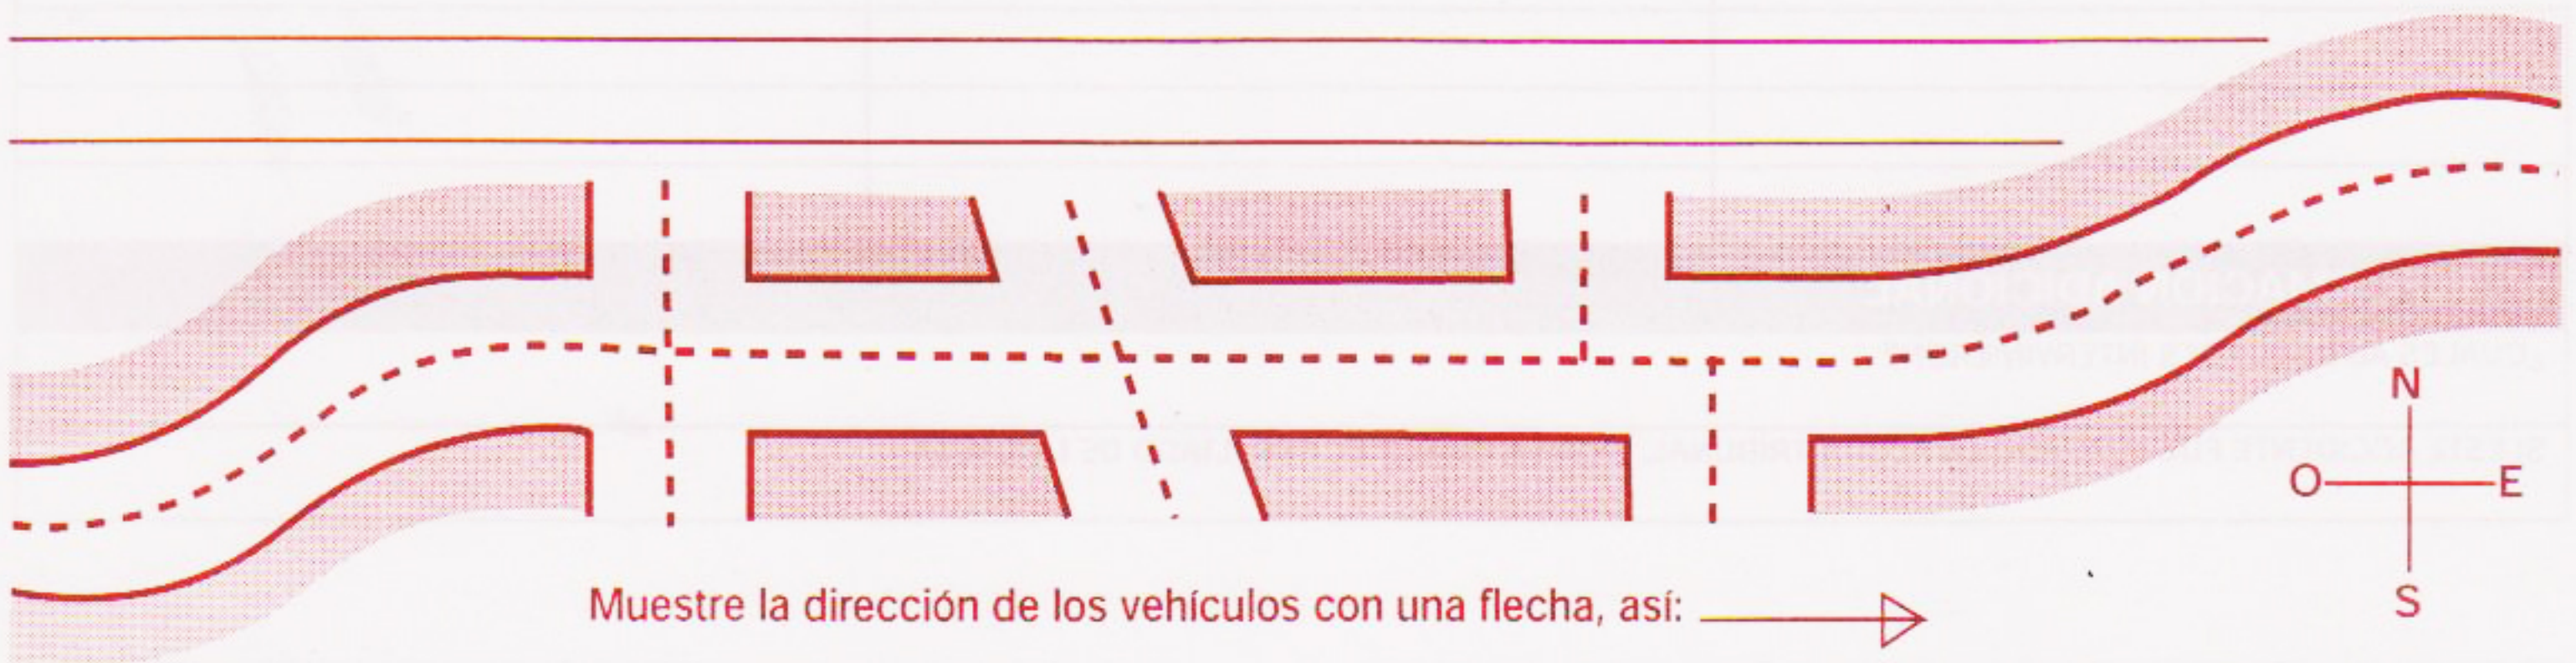 N
O E
S
Muestre la dirección de los vehículos con una flecha, así: